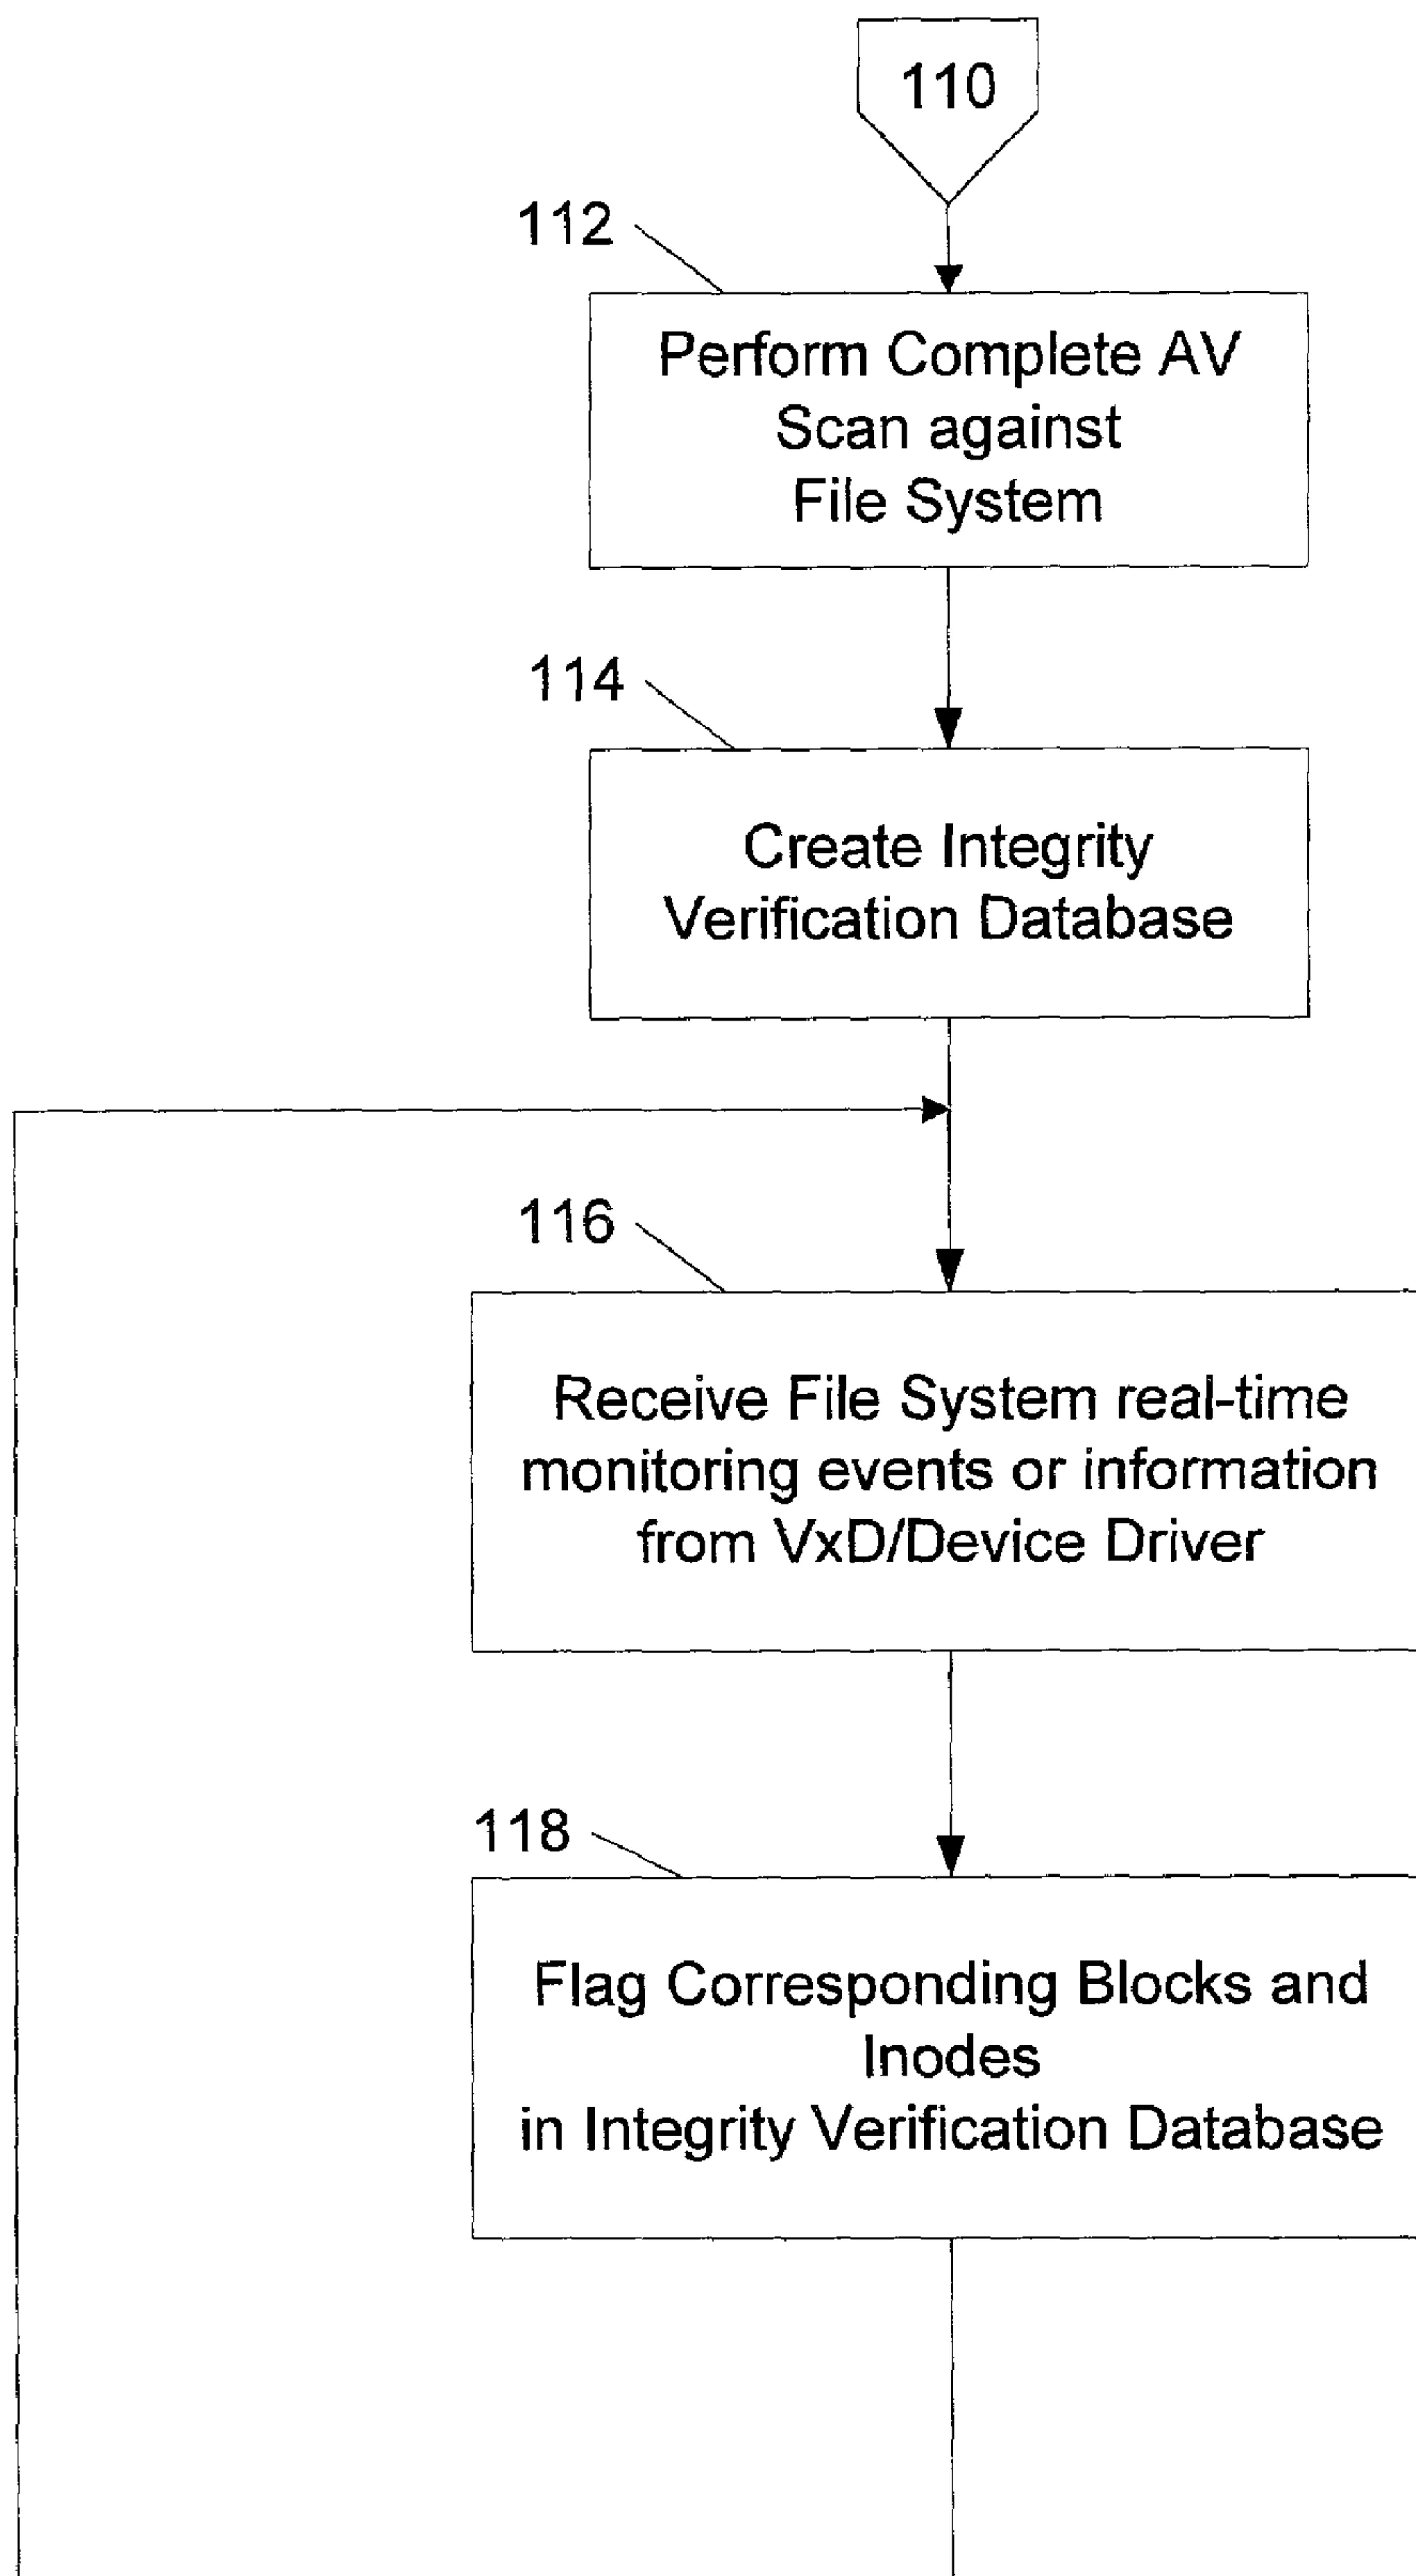 110
112
Perform Complete AV
Scan against
File System
114
Create Integrity
Verification Database
116
Receive File System real-time
monitoring events or information
from VxD/Device Driver
118
Flag Corresponding Blocks and
Inodes
in Integrity Verification Database